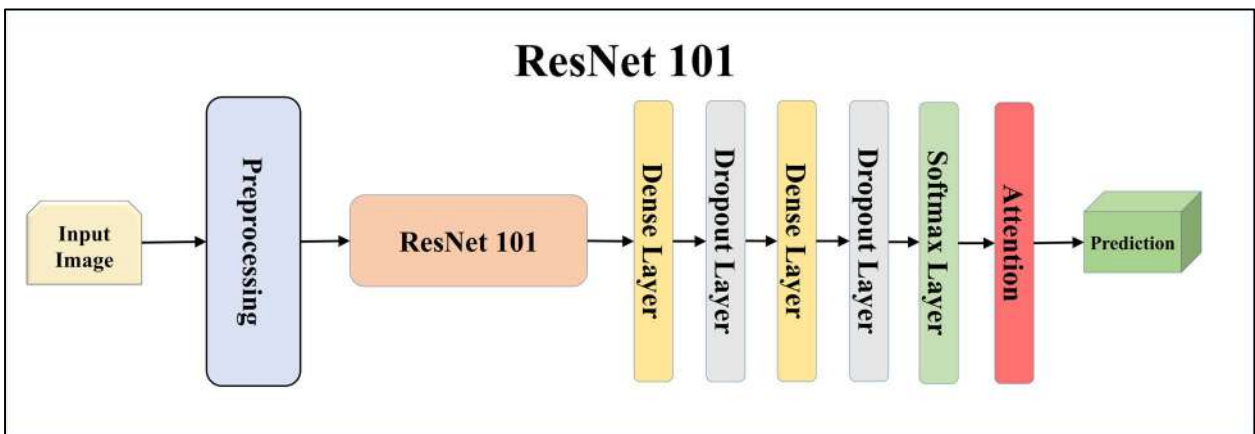 ResNet 101
Input
Image
Preprocessing
ResNet 101
Dense Layer
Dropout Layer
Dense Layer
Dropout Layer
Softmax Layer
Attention
Prediction